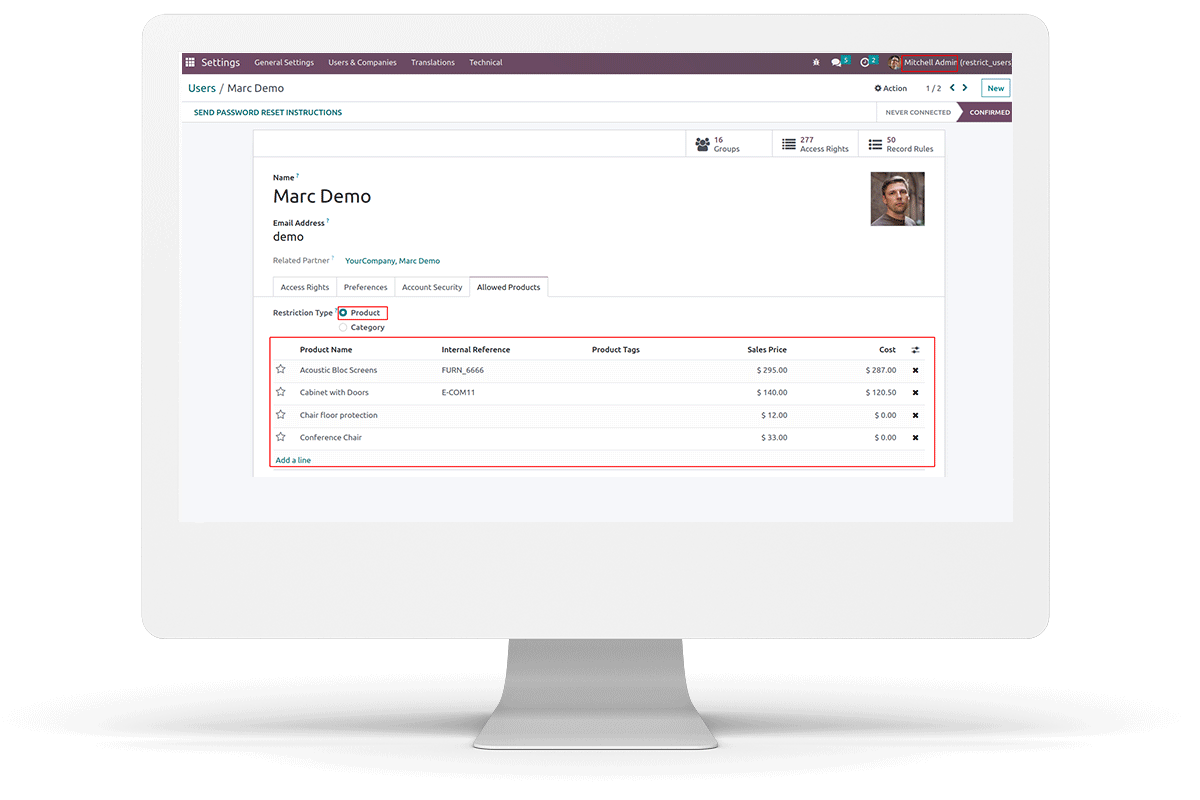 Settings General Settings Users & Companies Translations Technical 5 2 Mitchell Admin (restrict_users
Users / Marc Demo Action 1 / 2 New
SEND PASSWORD RESET INSTRUCTIONS NEVER CONNECTED CONFIRMED
16 Groups 277 Access Rights 50 Record Rules
Name ?
Marc Demo
Email Address ?
demo
Related Partner ? YourCompany, Marc Demo
Access Rights Preferences Account Security Allowed Products
Restriction Type ? Product
Category
Product Name Internal Reference Product Tags Sales Price Cost
Acoustic Bloc Screens FURN_6666 $ 295.00 $ 287.00
Cabinet with Doors E-COM11 $ 140.00 $ 120.50
Chair floor protection $ 12.00 $ 0.00
Conference Chair $ 33.00 $ 0.00
Add a line